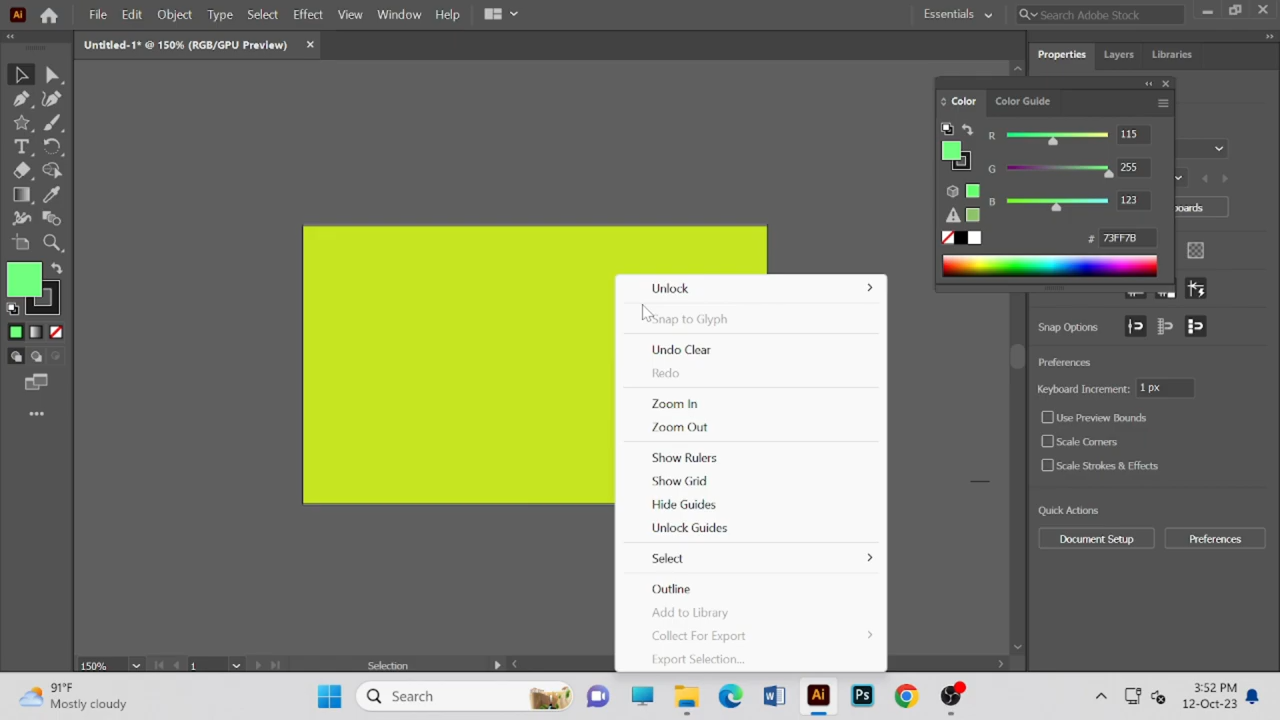 Ai File Edit Object Type Select Effect View Window Help Essentials Search Adobe Stock
Untitled-1* @ 150% (RGB/GPU Preview) Properties Layers Libraries
Color Color Guide
R 115
G 255
B 123
# 73FF7B
Unlock
Snap to Glyph
Undo Clear
Redo
Zoom In
Zoom Out
Show Rulers
Show Grid
Hide Guides
Unlock Guides
Select
Outline
Add to Library
Collect For Export
Export Selection...
Snap Options
Preferences
Keyboard Increment: 1 px
Use Preview Bounds
Scale Corners
Scale Strokes & Effects
Quick Actions
Document Setup Preferences
150% 1 Selection
91°F
Mostly cloudy
Search
W Ai Ps
3:52 PM
12-Oct-23